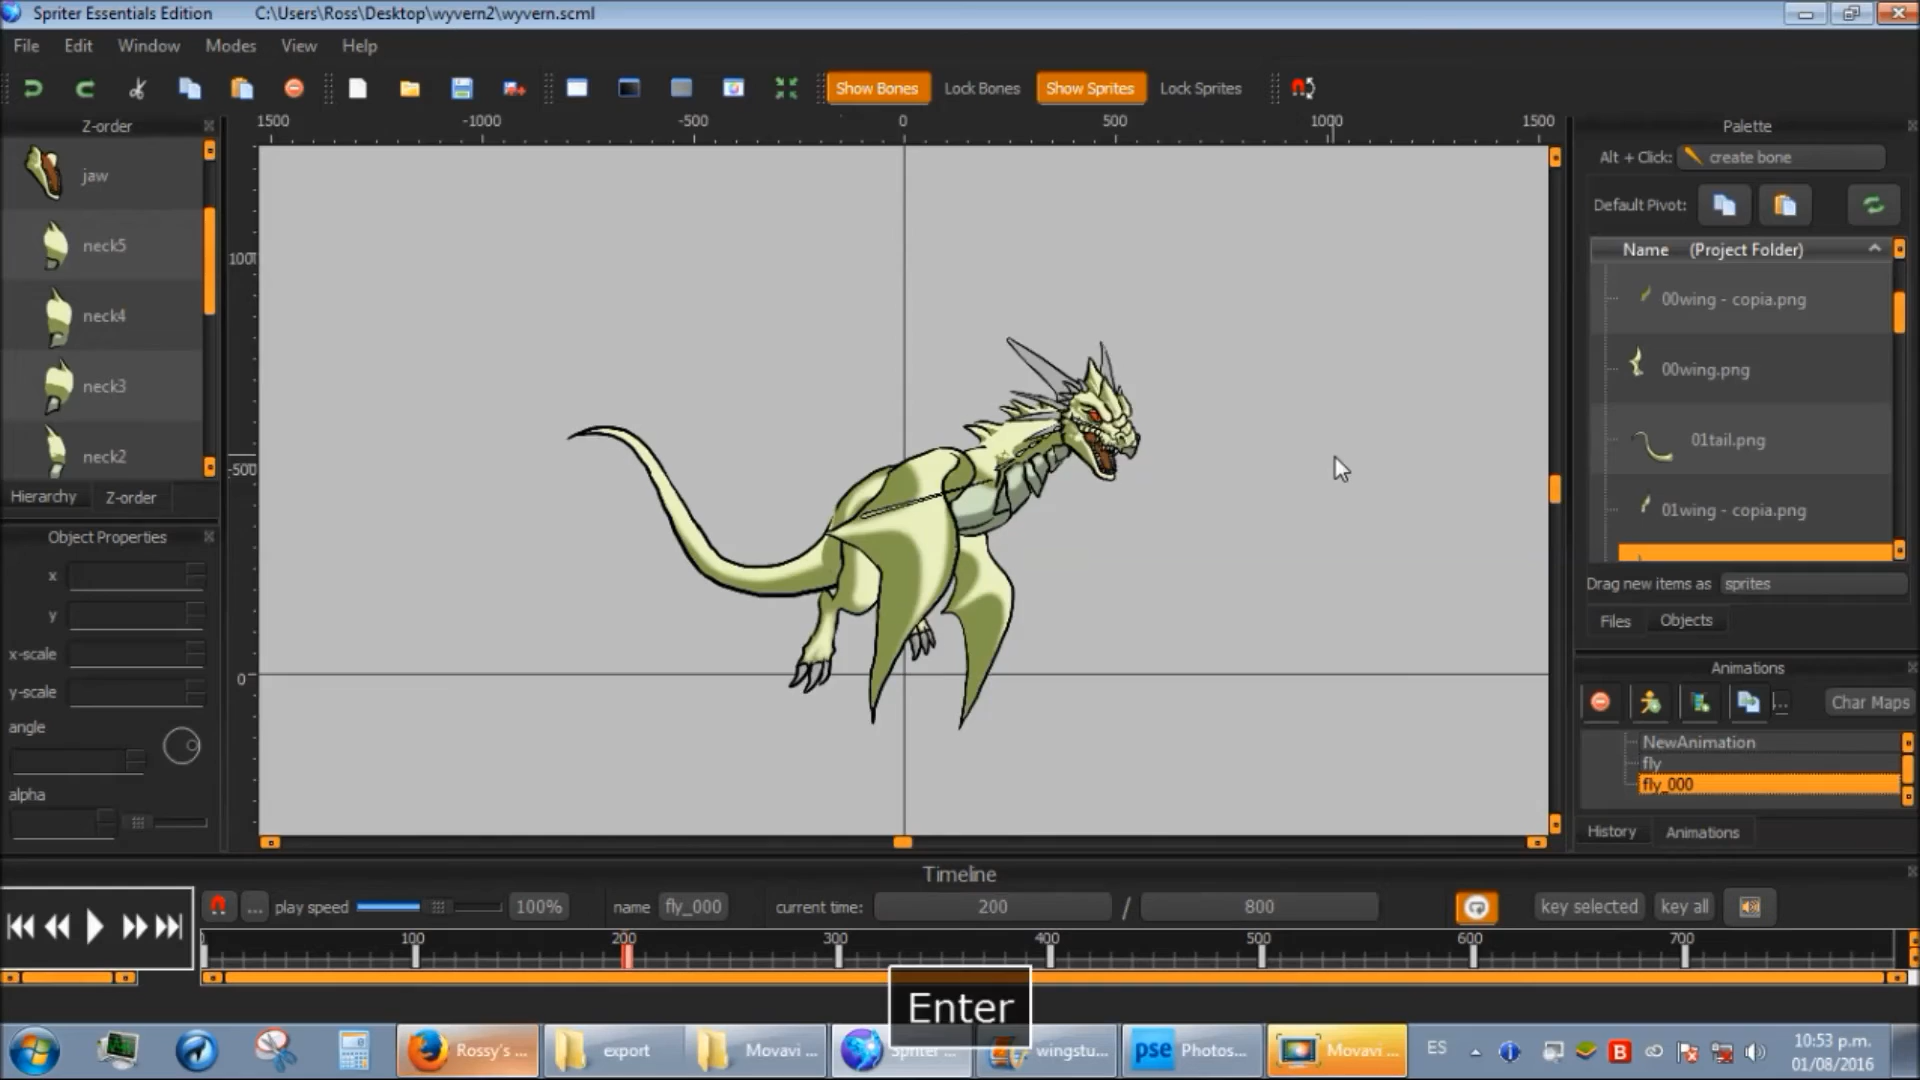 Spriter Essentials Edition C:\Users\Ross\Desktop\wyvern2\wyvern.scml
File Edit Window Modes View Help
Show Bones Lock Bones Show Sprites Lock Sprites
Z-order
jaw
neck5
neck4
neck3
neck2
Hierarchy Z-order
Object Properties
x
y
x-scale
y-scale
angle
alpha
1500 -1000 -500 0 500 1000 1500
100
-500
0
Palette
Alt + Click: create bone
Default Pivot:
Name (Project Folder)
00wing - copia.png
00wing.png
01tail.png
01wing - copia.png
Drag new items as sprites
Files Objects
Animations
... Char Maps
NewAnimation
fly
fly_000
History Animations
Timeline
... play speed 100% name fly_000 current time: 200 / 800 key selected key all
100 200 300 400 500 600 700
Enter
Rossy's ... export Movavi ... Spriter ... wingstu... pse Photos... Movavi ... ES
10:53 p.m.
01/08/2016